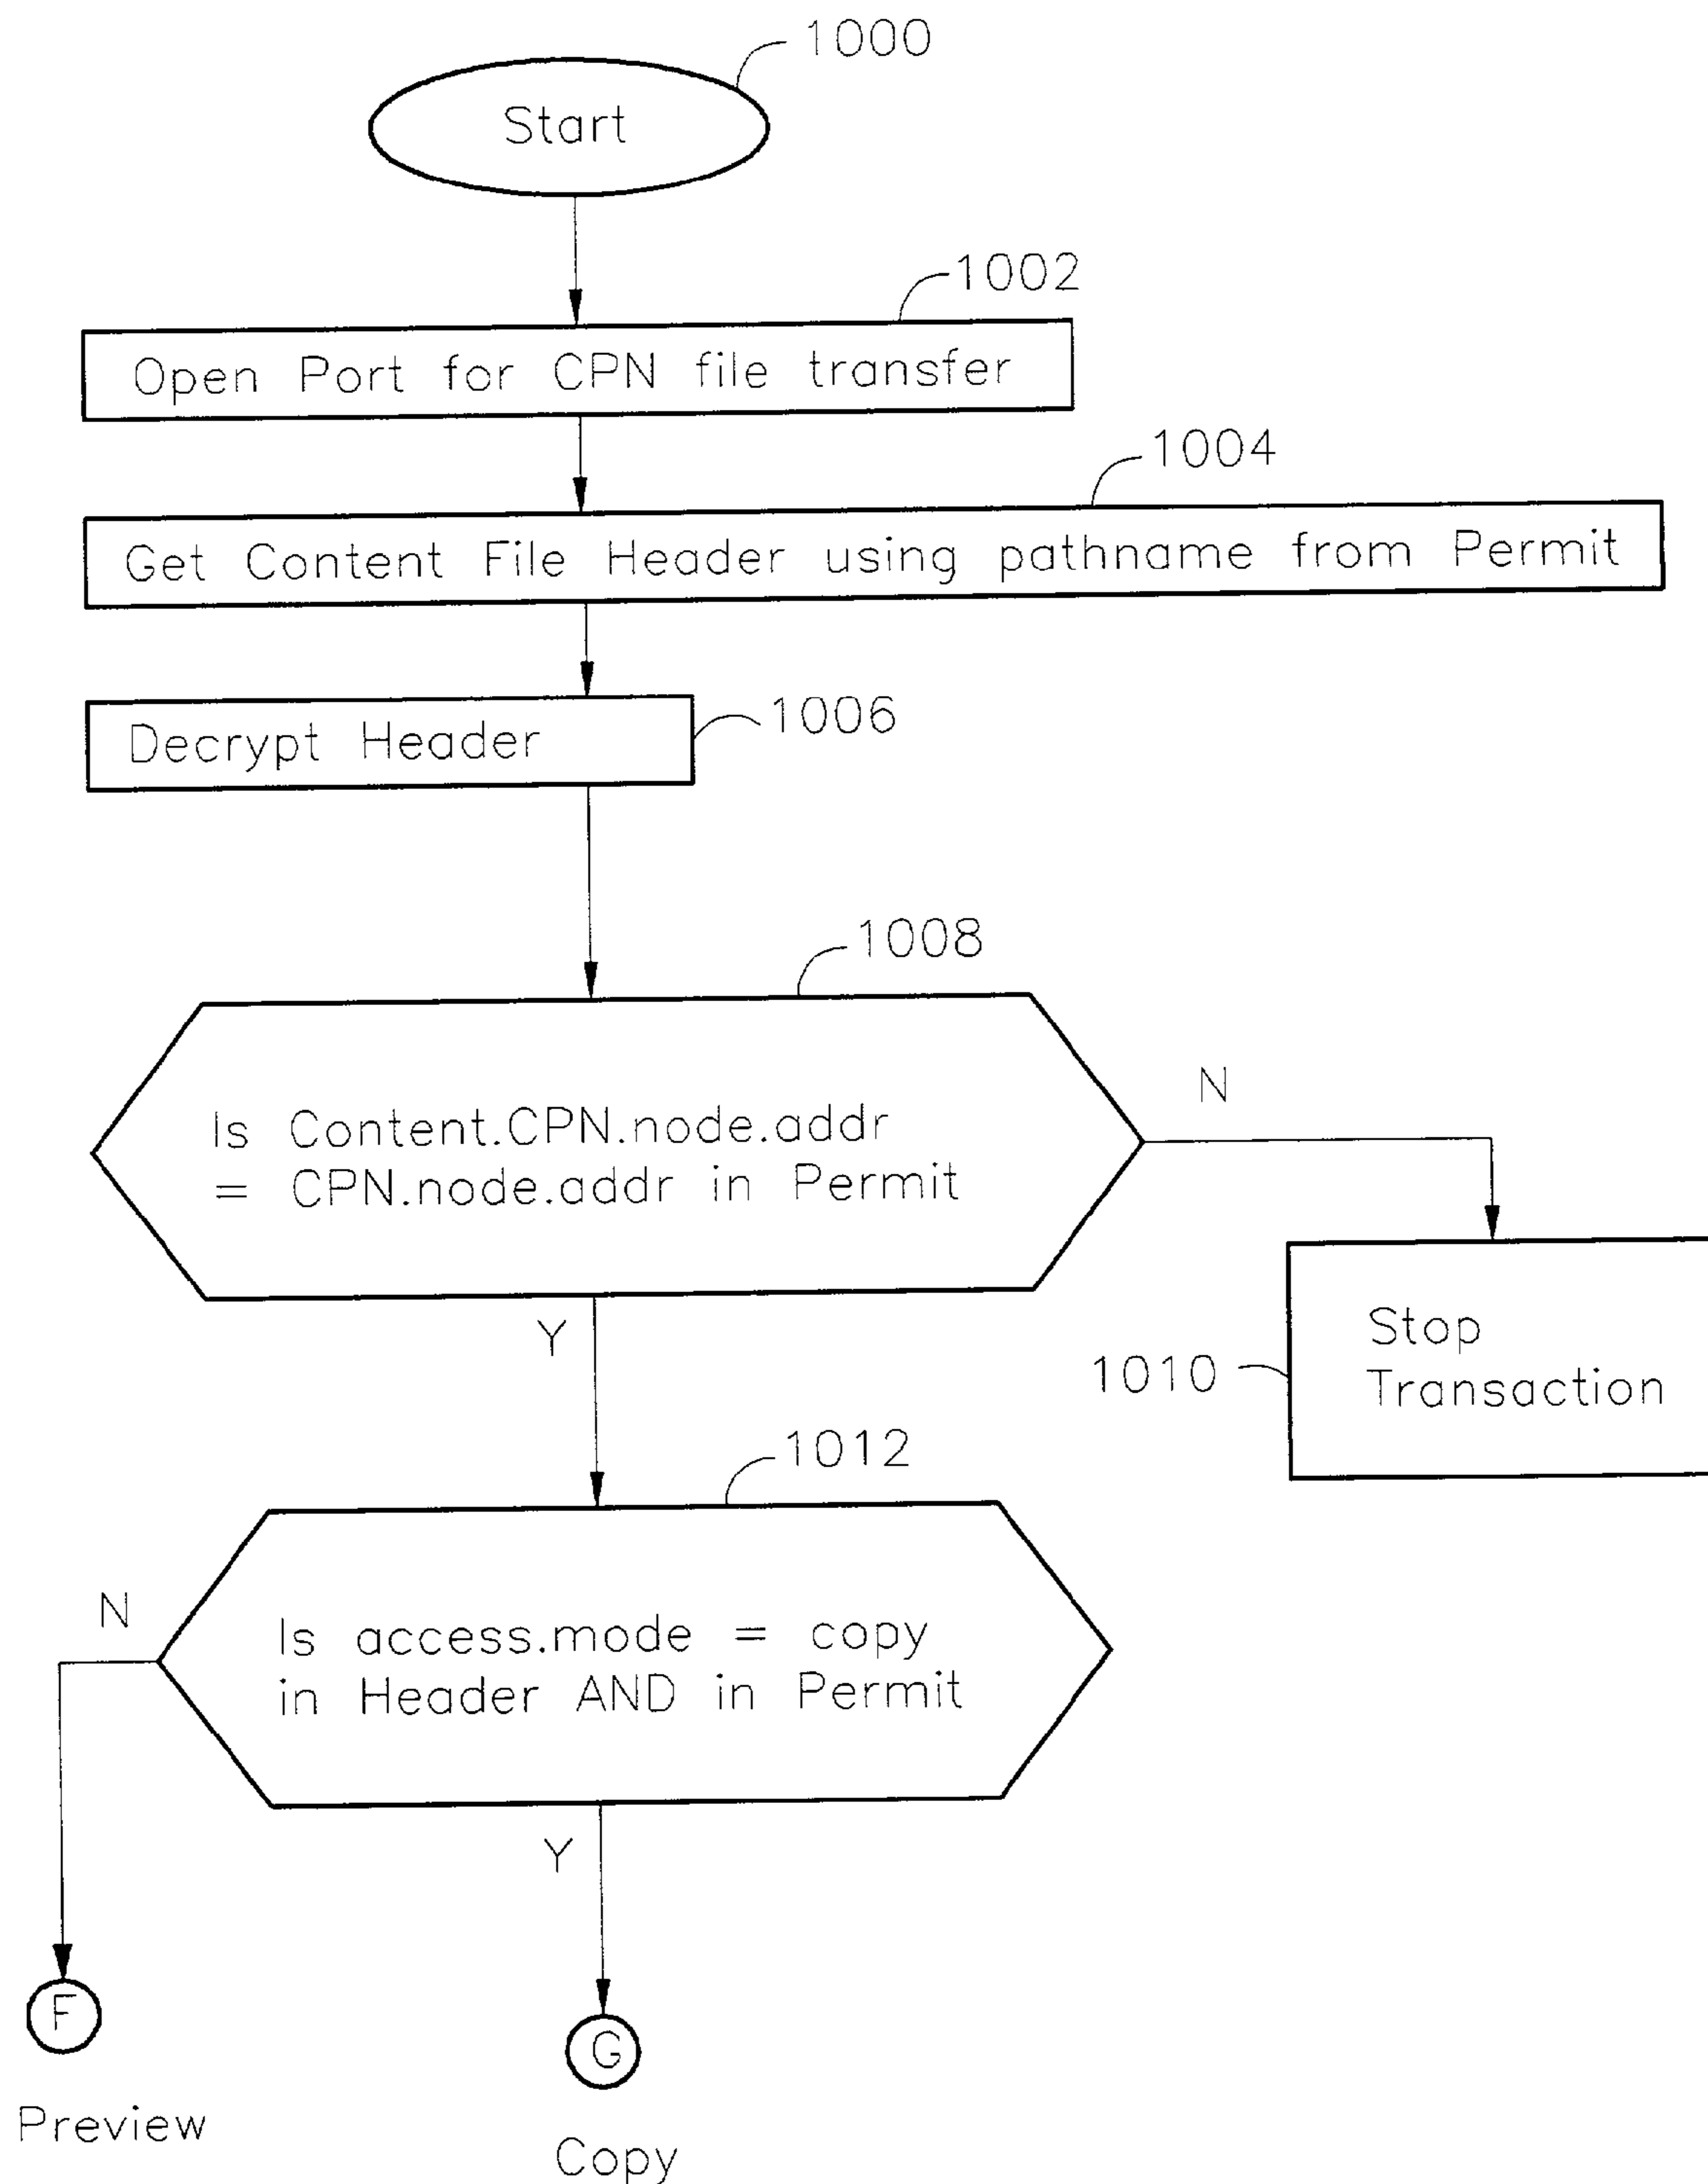 1000
Start
1002
Open Port for CPN file transfer
1004
Get Content File Header using pathname from Permit
1006
Decrypt Header
1008
Is Content.CPN.node.addr
= CPN.node.addr in Permit
N
Y
1010
Stop
Transaction
1012
Is access.mode = copy
in Header AND in Permit
N
Y
F
G
Preview
Copy